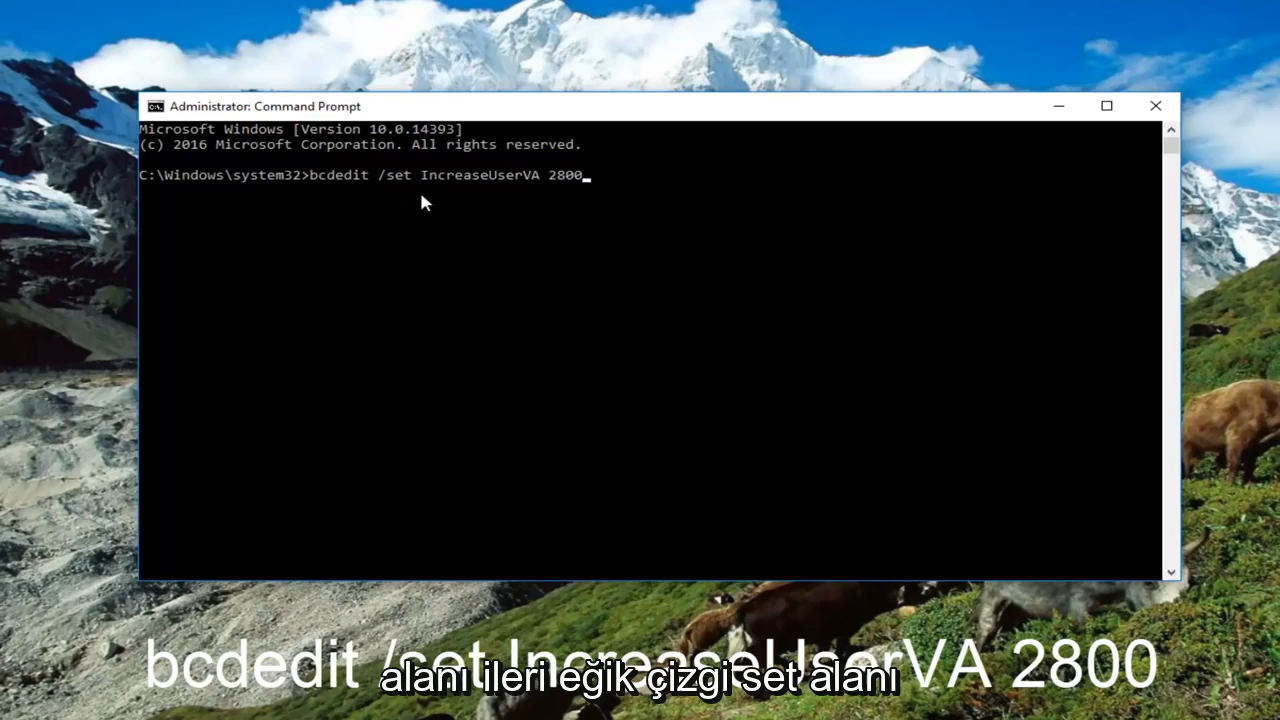 Administrator: Command Prompt
Microsoft Windows [Version 10.0.14393]
(c) 2016 Microsoft Corporation. All rights reserved.
C:\Windows\system32>bcdedit /set IncreaseUserVA 2800
bcdedit /set IncreaseUserVA 2800
alanı ileri eğik çizgi set alanı